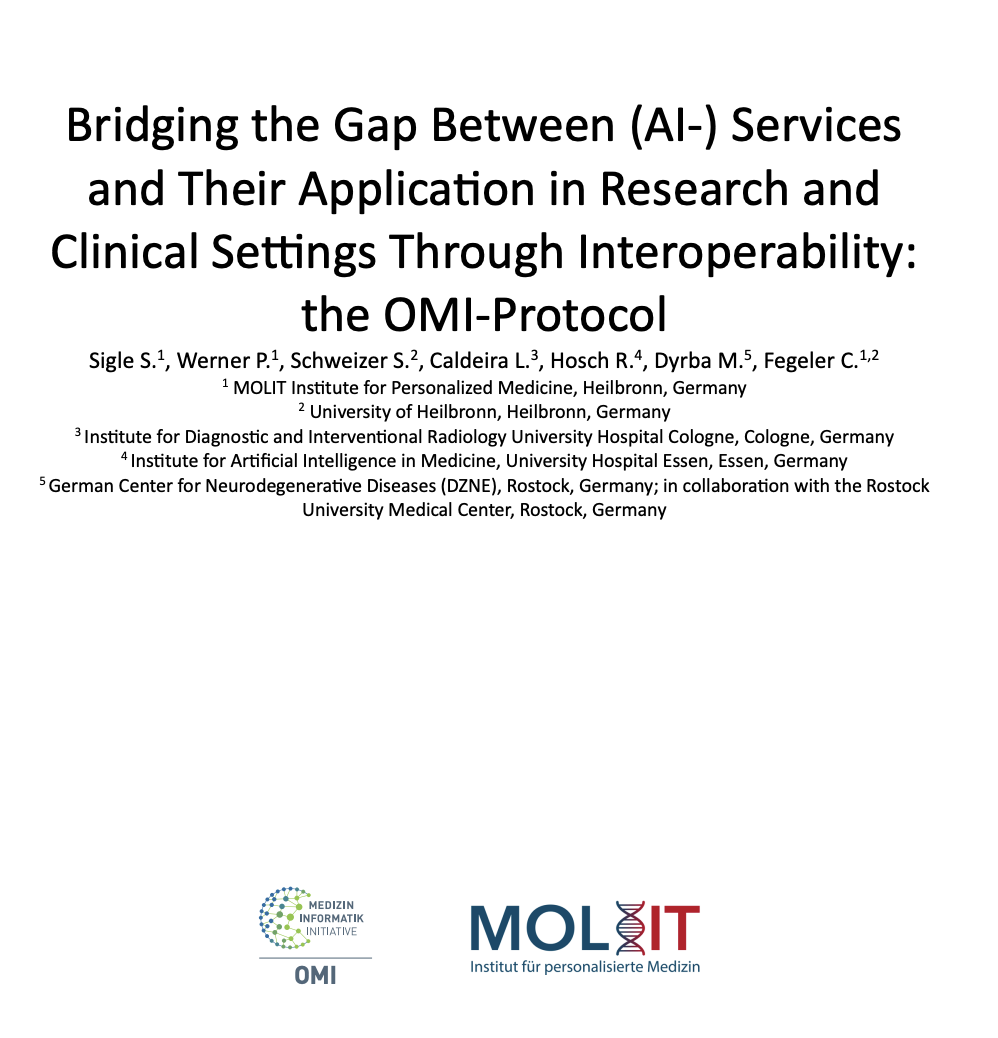 Bridging the Gap Between (AI-) Services
and Their Application in Research and
Clinical Settings Through Interoperability:
the OMI-Protocol
Sigle S.¹, Werner P.¹, Schweizer S.², Caldeira L.³, Hosch R.⁴, Dyrba M.⁵, Fegeler C.¹,²
¹ MOLIT Institute for Personalized Medicine, Heilbronn, Germany
² University of Heilbronn, Heilbronn, Germany
³ Institute for Diagnostic and Interventional Radiology University Hospital Cologne, Cologne, Germany
⁴ Institute for Artificial Intelligence in Medicine, University Hospital Essen, Essen, Germany
⁵ German Center for Neurodegenerative Diseases (DZNE), Rostock, Germany; in collaboration with the Rostock
University Medical Center, Rostock, Germany
MEDIZIN
INFORMATIK
INITIATIVE
OMI
MOLIT
Institut für personalisierte Medizin